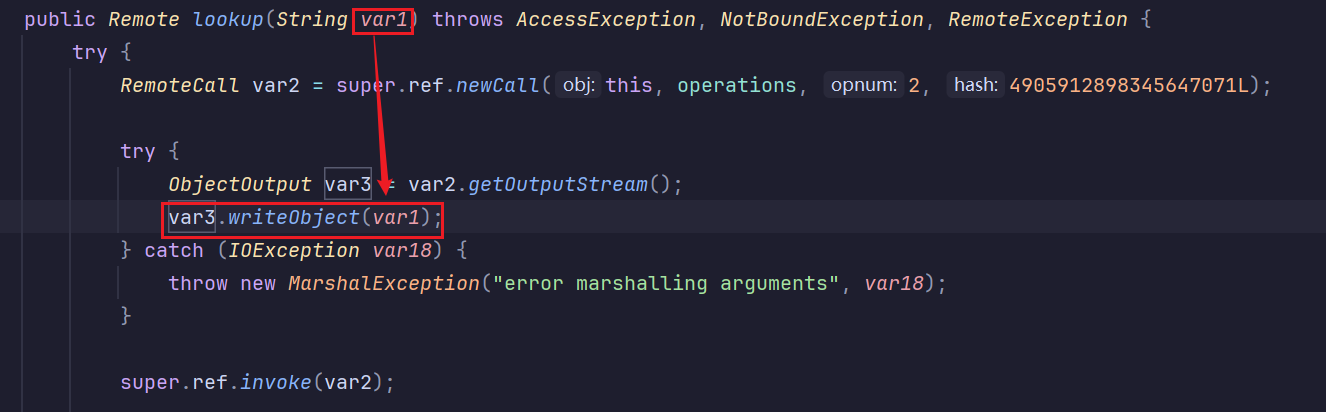 public Remote lookup(String var1) throws AccessException, NotBoundException, RemoteException {
try {
RemoteCall var2 = super.ref.newCall( obj: this, operations, opnum: 2, hash: 4905912898345647071L);
try {
ObjectOutput var3 = var2.getOutputStream();
var3.writeObject(var1);
} catch (IOException var18) {
throw new MarshalException("error marshalling arguments", var18);
}
super.ref.invoke(var2);